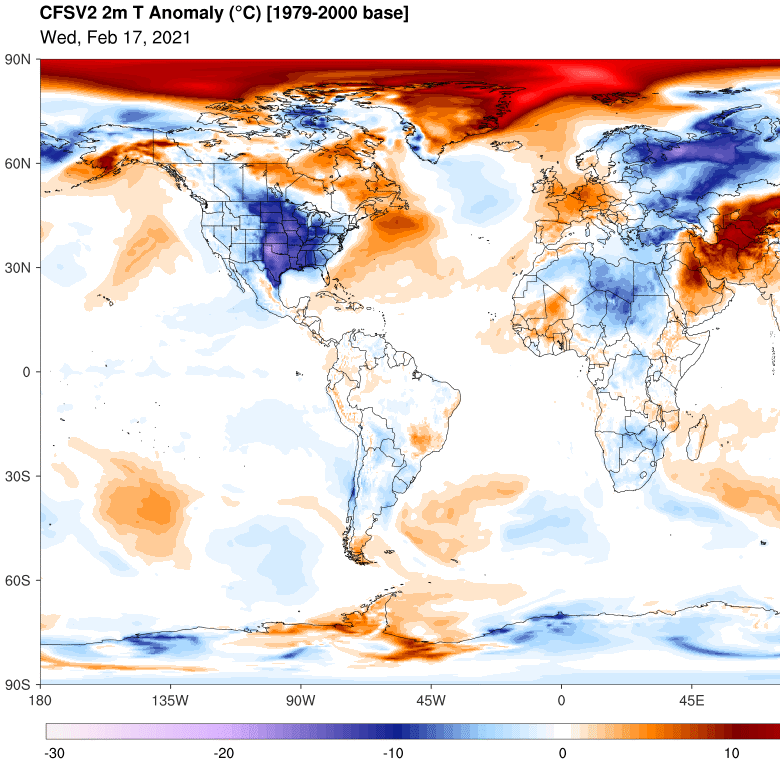 CFSV2 2m T Anomaly (°C) [1979-2000 base]
Wed, Feb 17, 2021
90N
60N
30N
0
30S
60S
90S
180 135W 90W 45W 0 45E
-30 -20 -10 0 10